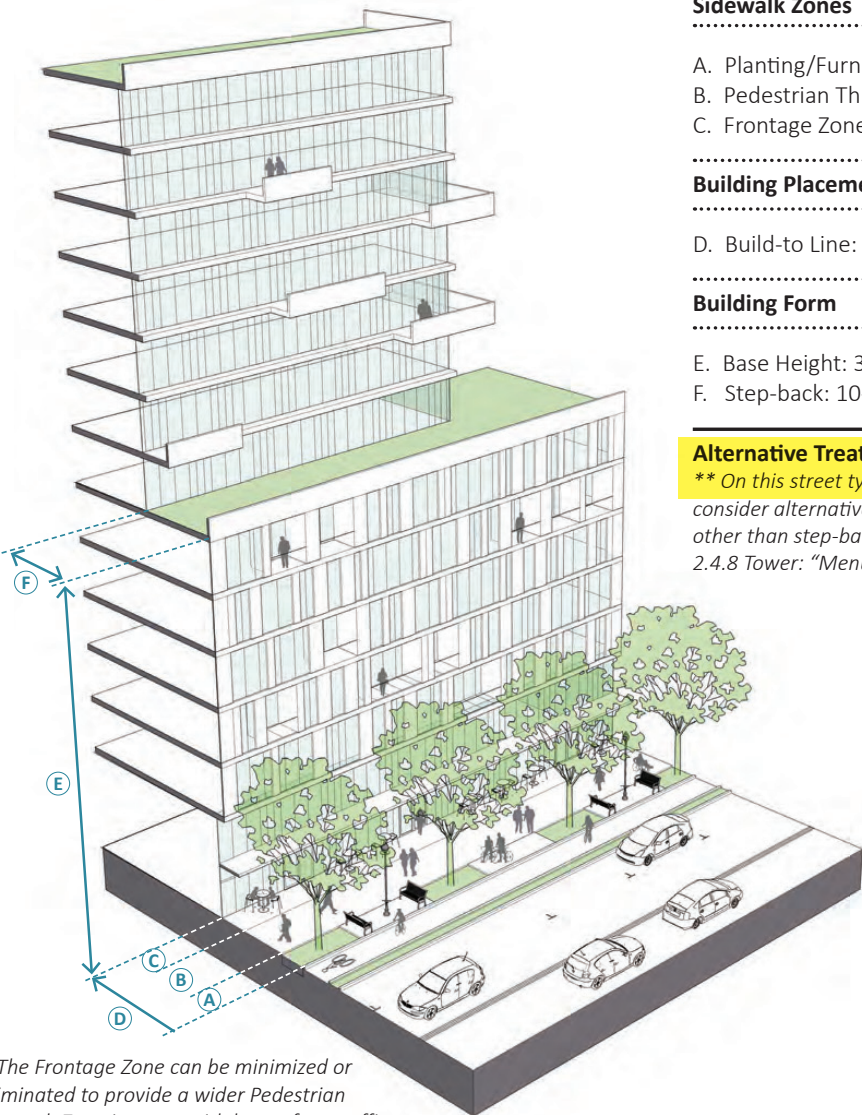 Sidewalk Zones
A. Planting/Furn
B. Pedestrian Th
C. Frontage Zone
Building Placeme
D. Build-to Line:
Building Form
E. Base Height: 3
F. Step-back: 10
Alternative Treat
** On this street ty
consider alternativ
other than step-ba
2.4.8 Tower: “Men
F
E
C
B
A
D
The Frontage Zone can be minimized or
minated to provide a wider Pedestrian